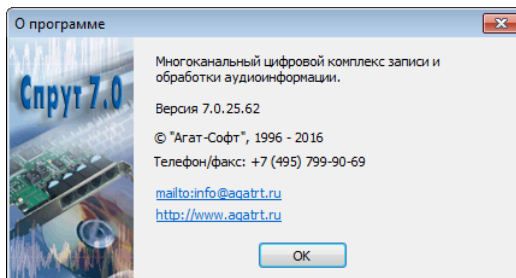 О программе
Спрут 7.0
Многоканальный цифровой комплекс записи и
обработки аудиоинформации.
Версия 7.0.25.62
© "Агат-Софт", 1996 - 2016
Телефон/факс: +7 (495) 799-90-69
mailto:info@agatrt.ru
http://www.agatrt.ru
OK